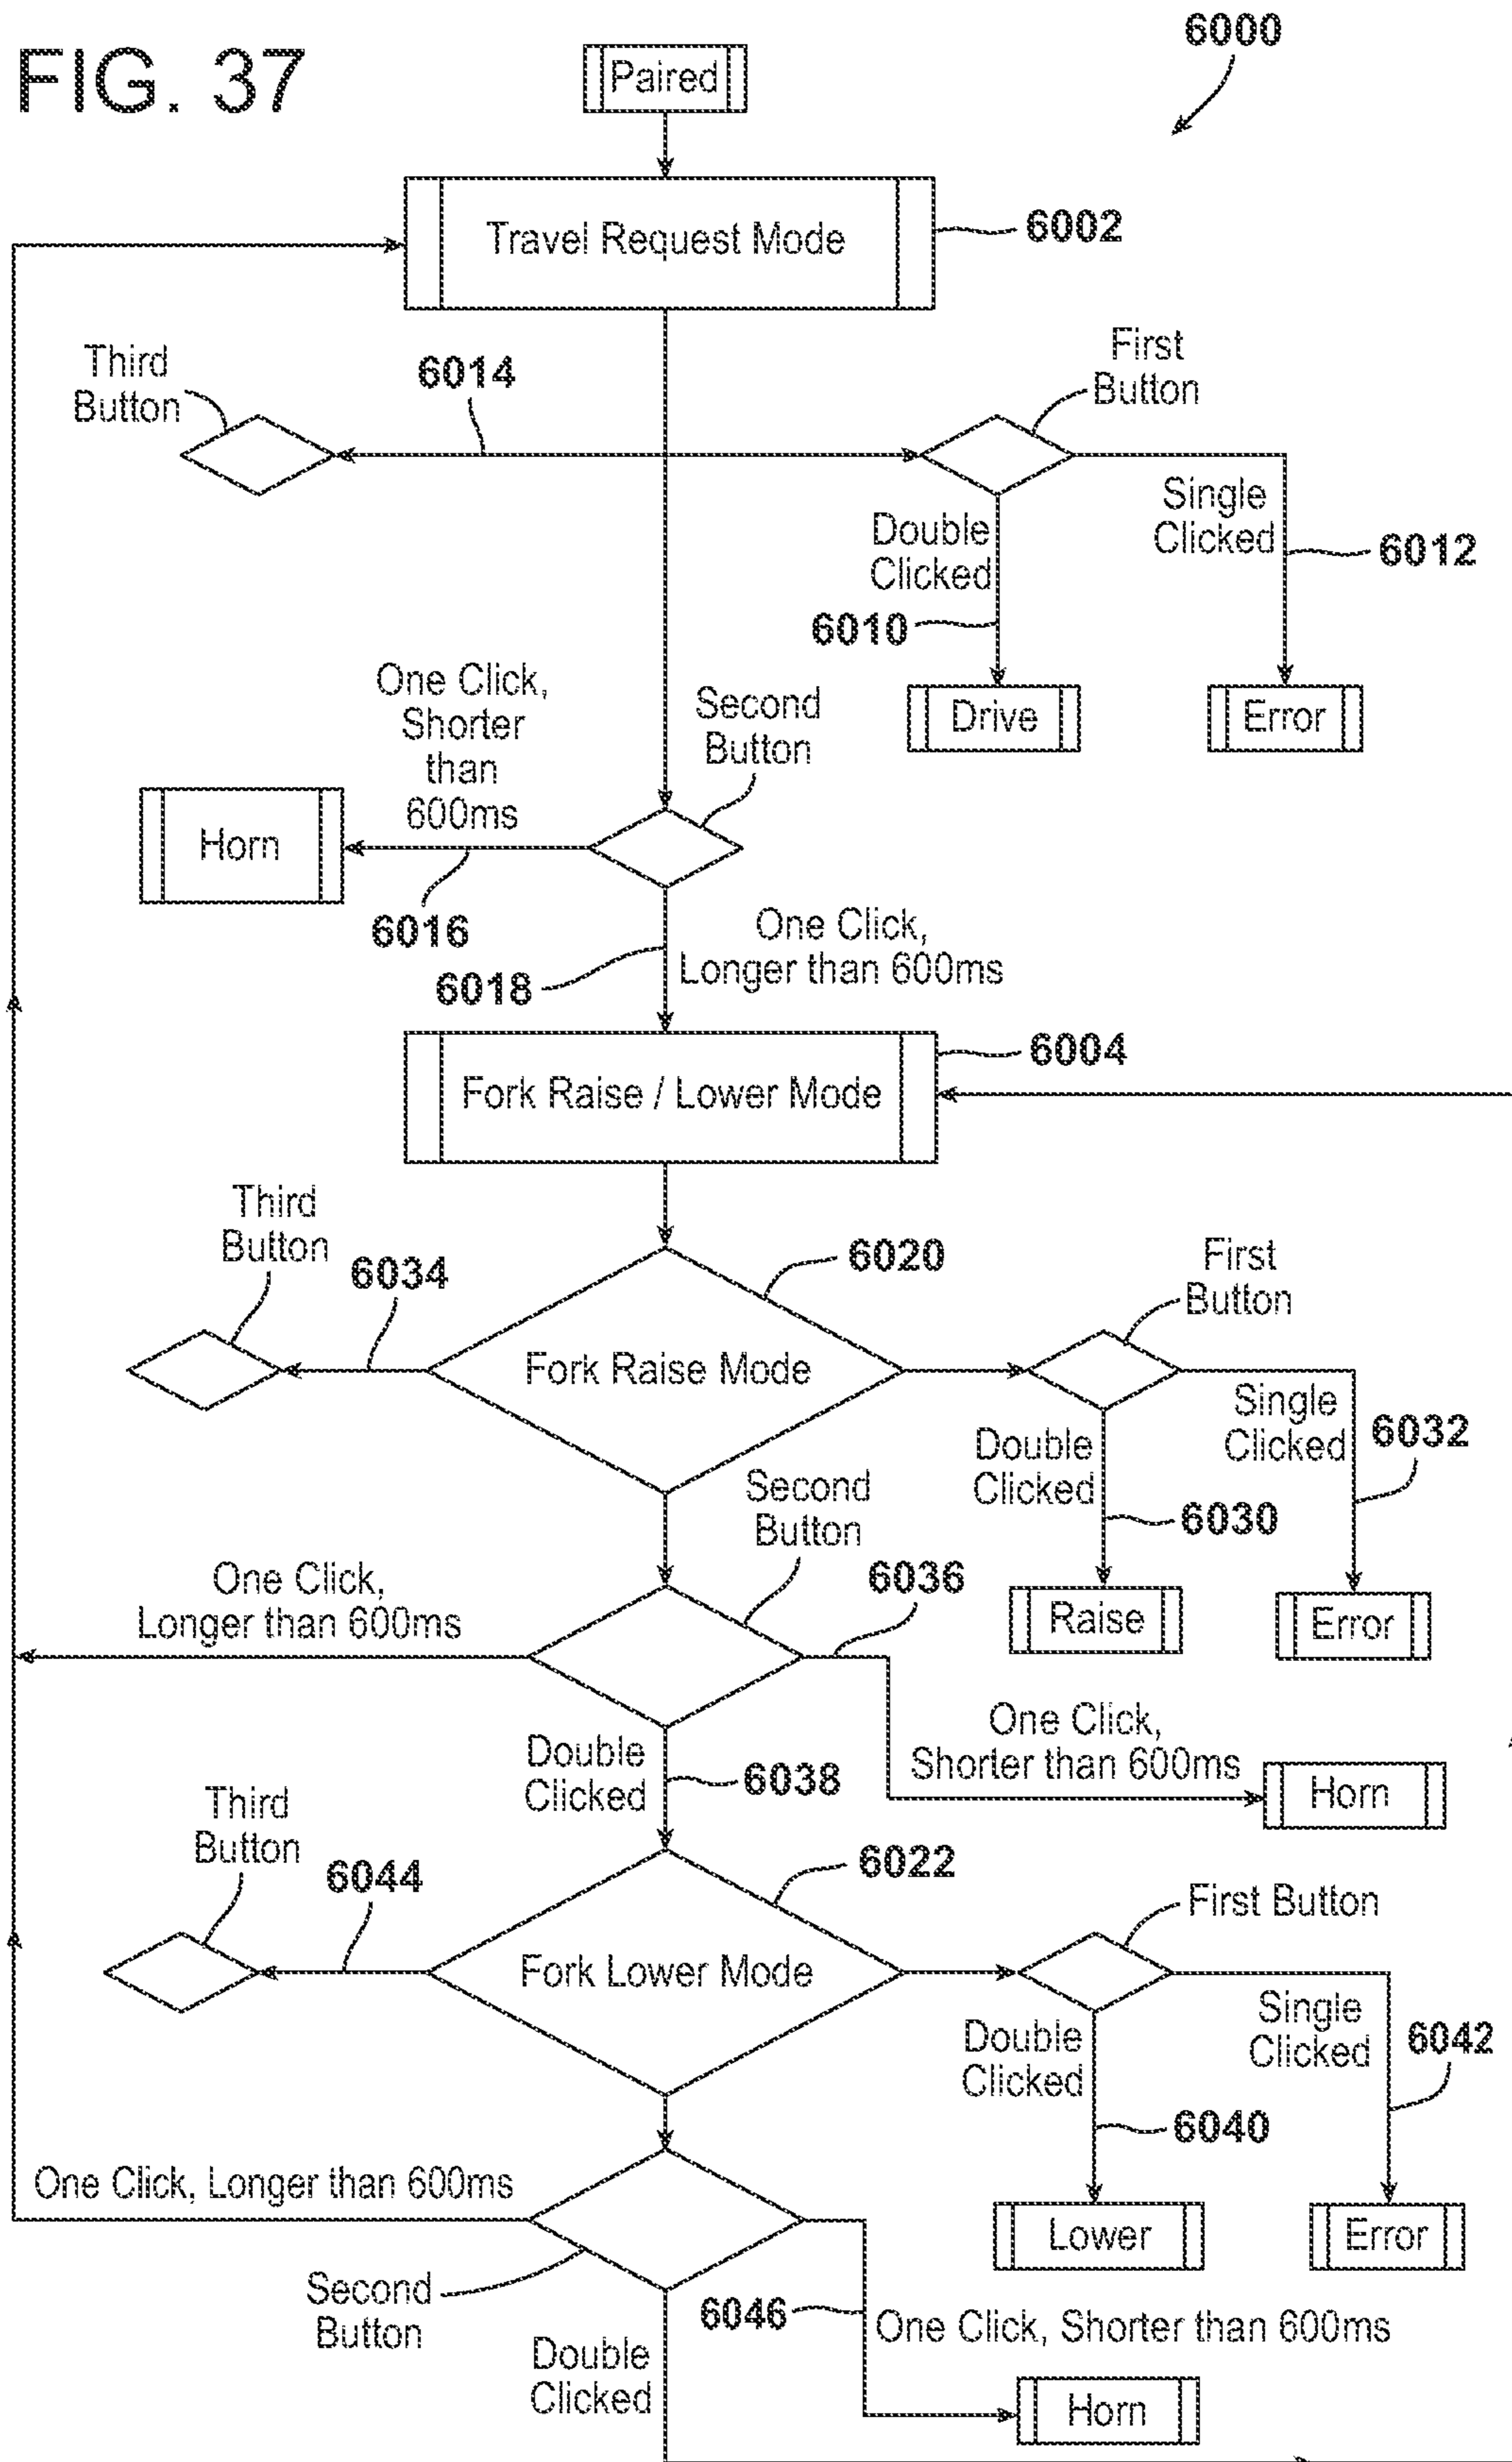 FIG. 37
6000
Paired
Travel Request Mode
6002
Third
Button
6014
First
Button
Double
Clicked
Single
Clicked
6012
6010
Drive
Error
One Click,
Shorter
than
600ms
Second
Button
Horn
6016
One Click,
Longer than 600ms
6018
6004
Fork Raise / Lower Mode
Third
Button
6034
6020
First
Button
Fork Raise Mode
Double
Clicked
Single
Clicked
6032
6030
Second
Button
6036
Raise
Error
One Click,
Longer than 600ms
One Click,
Shorter than 600ms
Double
Clicked
6038
Horn
Third
Button
6044
6022
First Button
Fork Lower Mode
Double
Clicked
Single
Clicked
6042
6040
One Click, Longer than 600ms
Lower
Error
Second
Button
6046
One Click, Shorter than 600ms
Double
Clicked
Horn